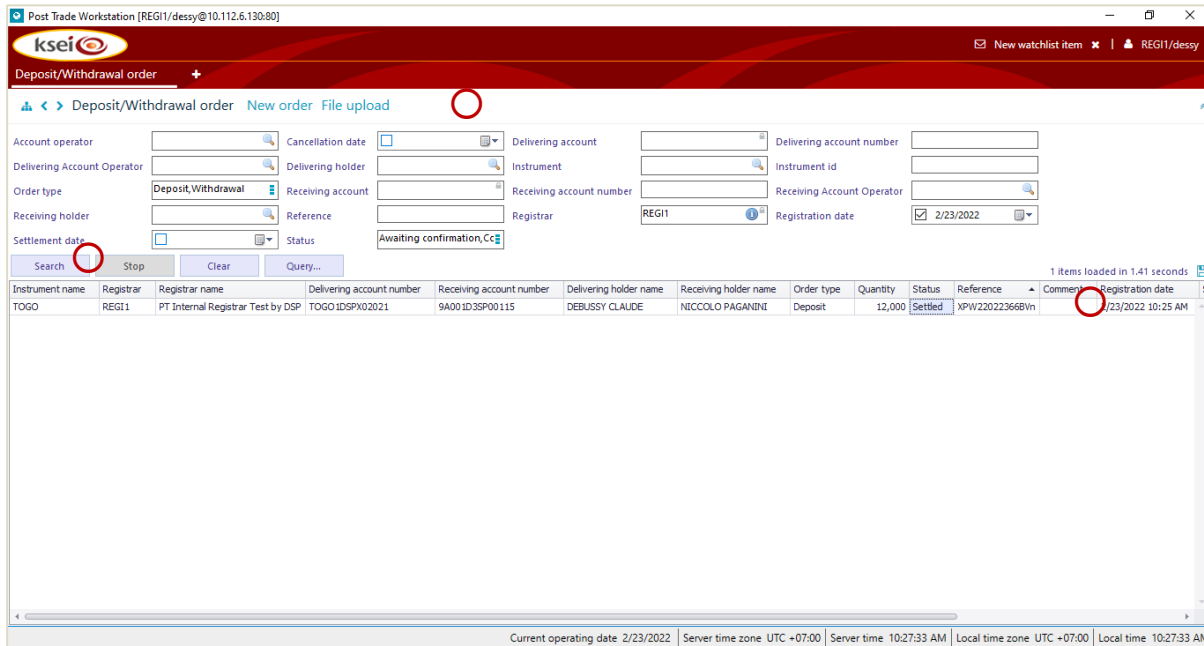 Post Trade Workstation [REGI1/dessy@10.112.6.130:80]
ksei
New watchlist item | REGI1/dessy
Deposit/Withdrawal order
Deposit/Withdrawal order New order File upload
Account operator Cancellation date Delivering account Delivering account number
Delivering Account Operator Delivering holder Instrument Instrument id
Order type Deposit,Withdrawal Receiving account Receiving account number Receiving Account Operator
Receiving holder Reference Registrar REGI1 Registration date 2/23/2022
Settlement date Status Awaiting confirmation,Cc
Search Stop Clear Query...
1 items loaded in 1.41 seconds
Instrument name Registrar Registrar name Delivering account number Receiving account number Delivering holder name Receiving holder name Order type Quantity Status Reference Comment Registration date
TOGO REGI1 PT Internal Registrar Test by DSP TOGO1DSPX02021 9A001D3SP00115 DEBUSSY CLAUDE NICCOLO PAGANINI Deposit 12,000 Settled XPW22022366BVn 2/23/2022 10:25 AM
Current operating date 2/23/2022 Server time zone UTC +07:00 Server time 10:27:33 AM Local time zone UTC +07:00 Local time 10:27:33 AM